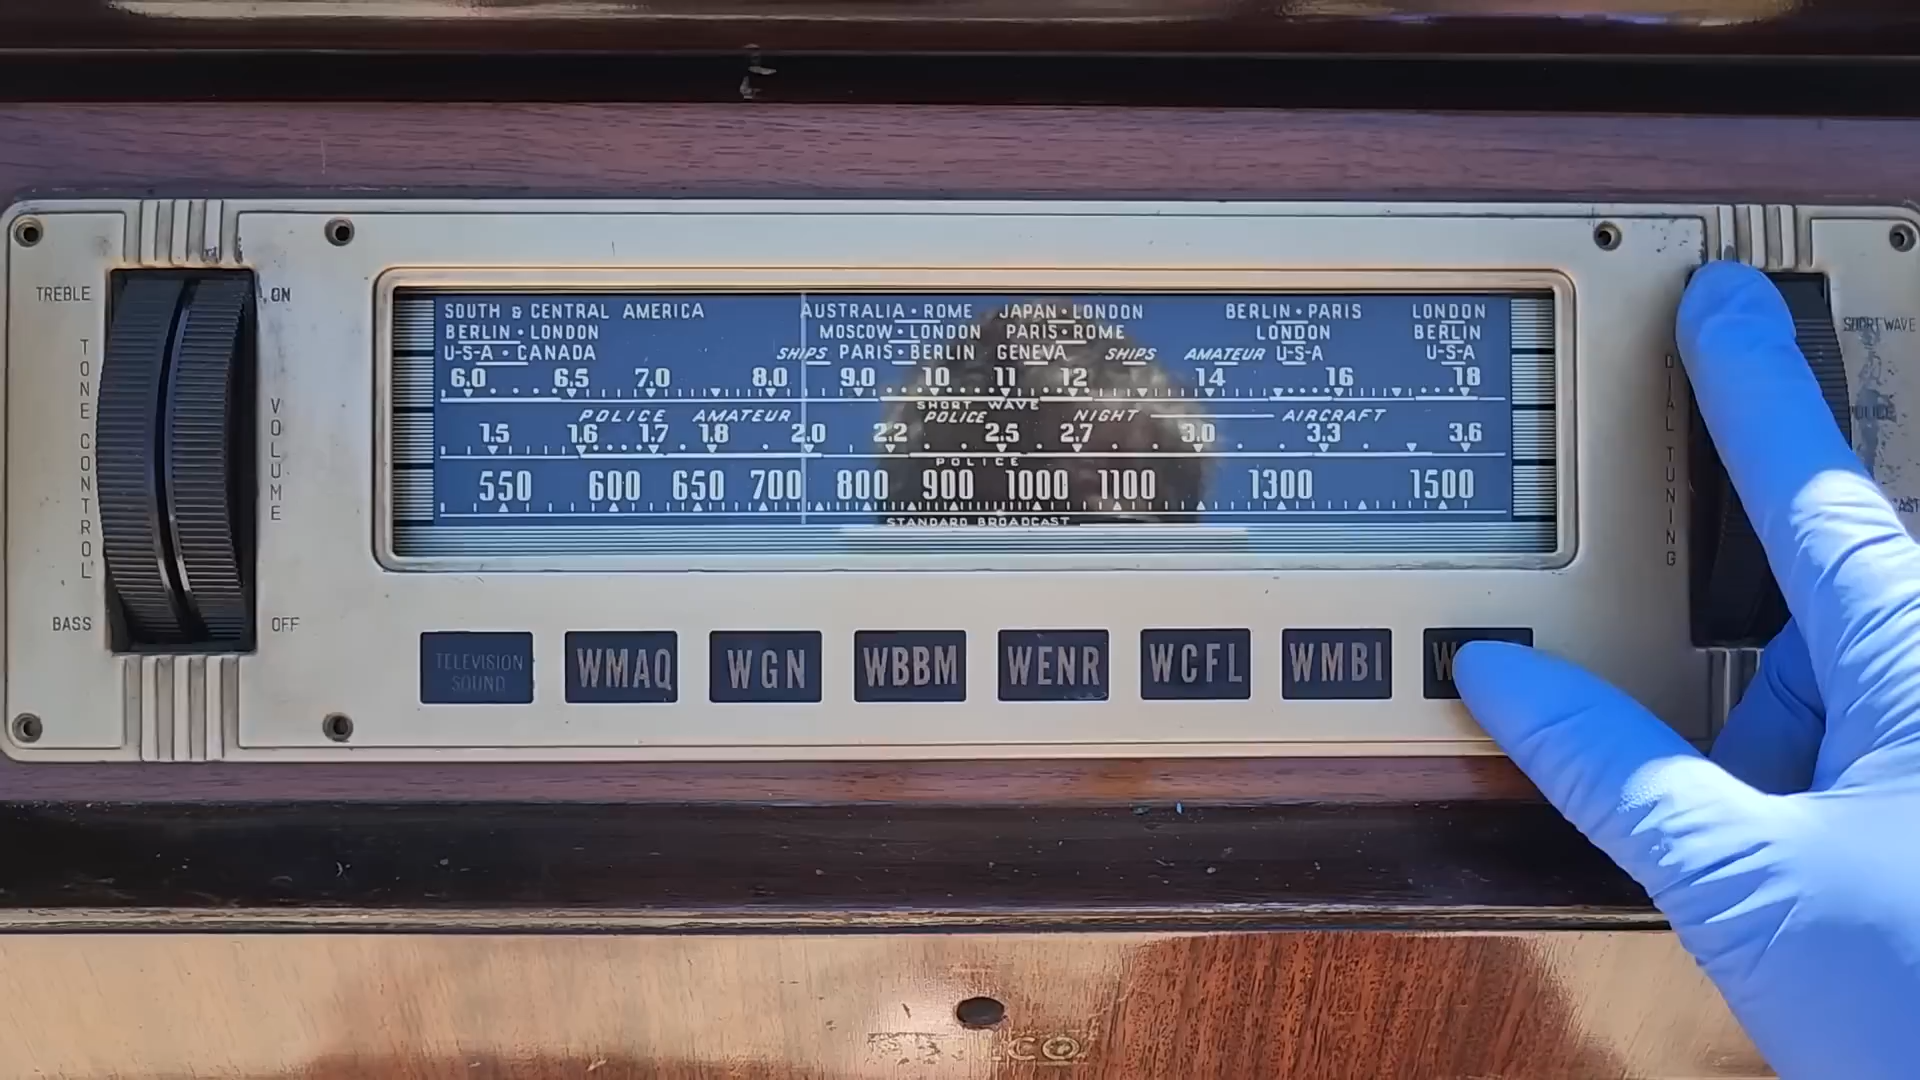 TREBLE
ON
TONE CONTROL
VOLUME
BASS
OFF
SOUTH & CENTRAL AMERICA AUSTRALIA • ROME JAPAN • LONDON BERLIN • PARIS LONDON
BERLIN • LONDON MOSCOW • LONDON PARIS • ROME LONDON BERLIN
U-S-A • CANADA SHIPS PARIS • BERLIN GENEVA SHIPS AMATEUR U-S-A U-S-A
6.0 6.5 7.0 8.0 9.0 10 11 12 14 16 18
SHORT WAVE
POLICE AMATEUR POLICE NIGHT AIRCRAFT
1.5 1.6 1.7 1.8 2.0 2.2 2.5 2.7 3.0 3.3 3.6
POLICE
550 600 650 700 800 900 1000 1100 1300 1500
STANDARD BROADCAST
DIAL TUNING
SHORT WAVE
POLICE
TELEVISION
SOUND
WMAQ
WGN
WBBM
WENR
WCFL
WMBI
PHILCO